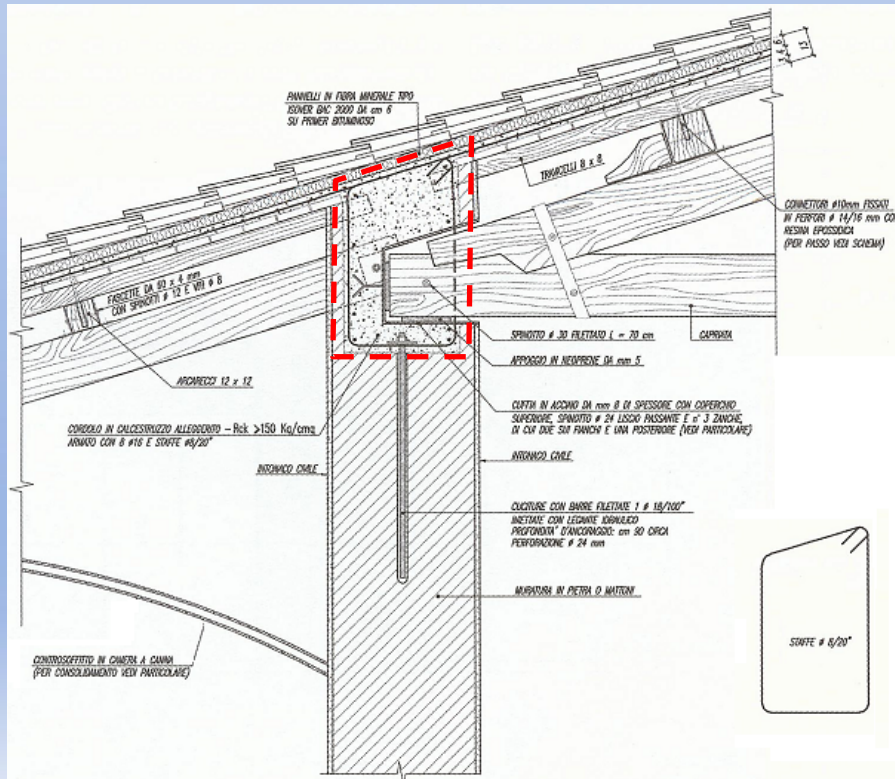 3 4 6
13
PANNELLI IN FIBRA MINERALE TIPO
ISOVER BAC 2000 DA cm 6
SU PRIMER BITUMINOSO
TRAVICELLI 8 x 8
CONNETTORI ø10mm FISSATI
IN PERFORI ø 14/16 mm CO
RESINA EPOSSIDICA
(PER PASSO VEDI SCHEMA)
FASCETTE DA 60 x 4 mm
CON SPINOTTI ø 12 E VITI ø 8
SPINOTTO ø 30 FILETTATO L = 70 cm
CAPRIATA
APPOGGIO IN NEOPRENE DA mm 5
ARCARECCI 12 x 12
CUFFIA IN ACCIAIO DA mm 8 DI SPESSORE CON COPERCHIO
SUPERIORE, SPINOTTO ø 24 LISCIO PASSANTE E n° 3 ZANCHE,
DI CUI DUE SUI FIANCHI E UNA POSTERIORE (VEDI PARTICOLARE)
CORDOLO IN CALCESTRUZZO ALLEGGERITO - Rck >150 Kg/cmq
ARMATO CON 8 ø16 E STAFFE ø8/20"
INTONACO CIVILE
INTONACO CIVILE
CUCITURE CON BARRE FILETTATE 1 ø 18/100"
INIETTATE CON LEGANTE IDRAULICO
PROFONDITA' D'ANCORAGGIO: cm 90 CIRCA
PERFORAZIONE ø 24 mm
MURATURA IN PIETRA O MATTONI
STAFFE ø 8/20"
CONTROSOFFITTO IN CAMERA A CANNA
(PER CONSOLIDAMENTO VEDI PARTICOLARE)